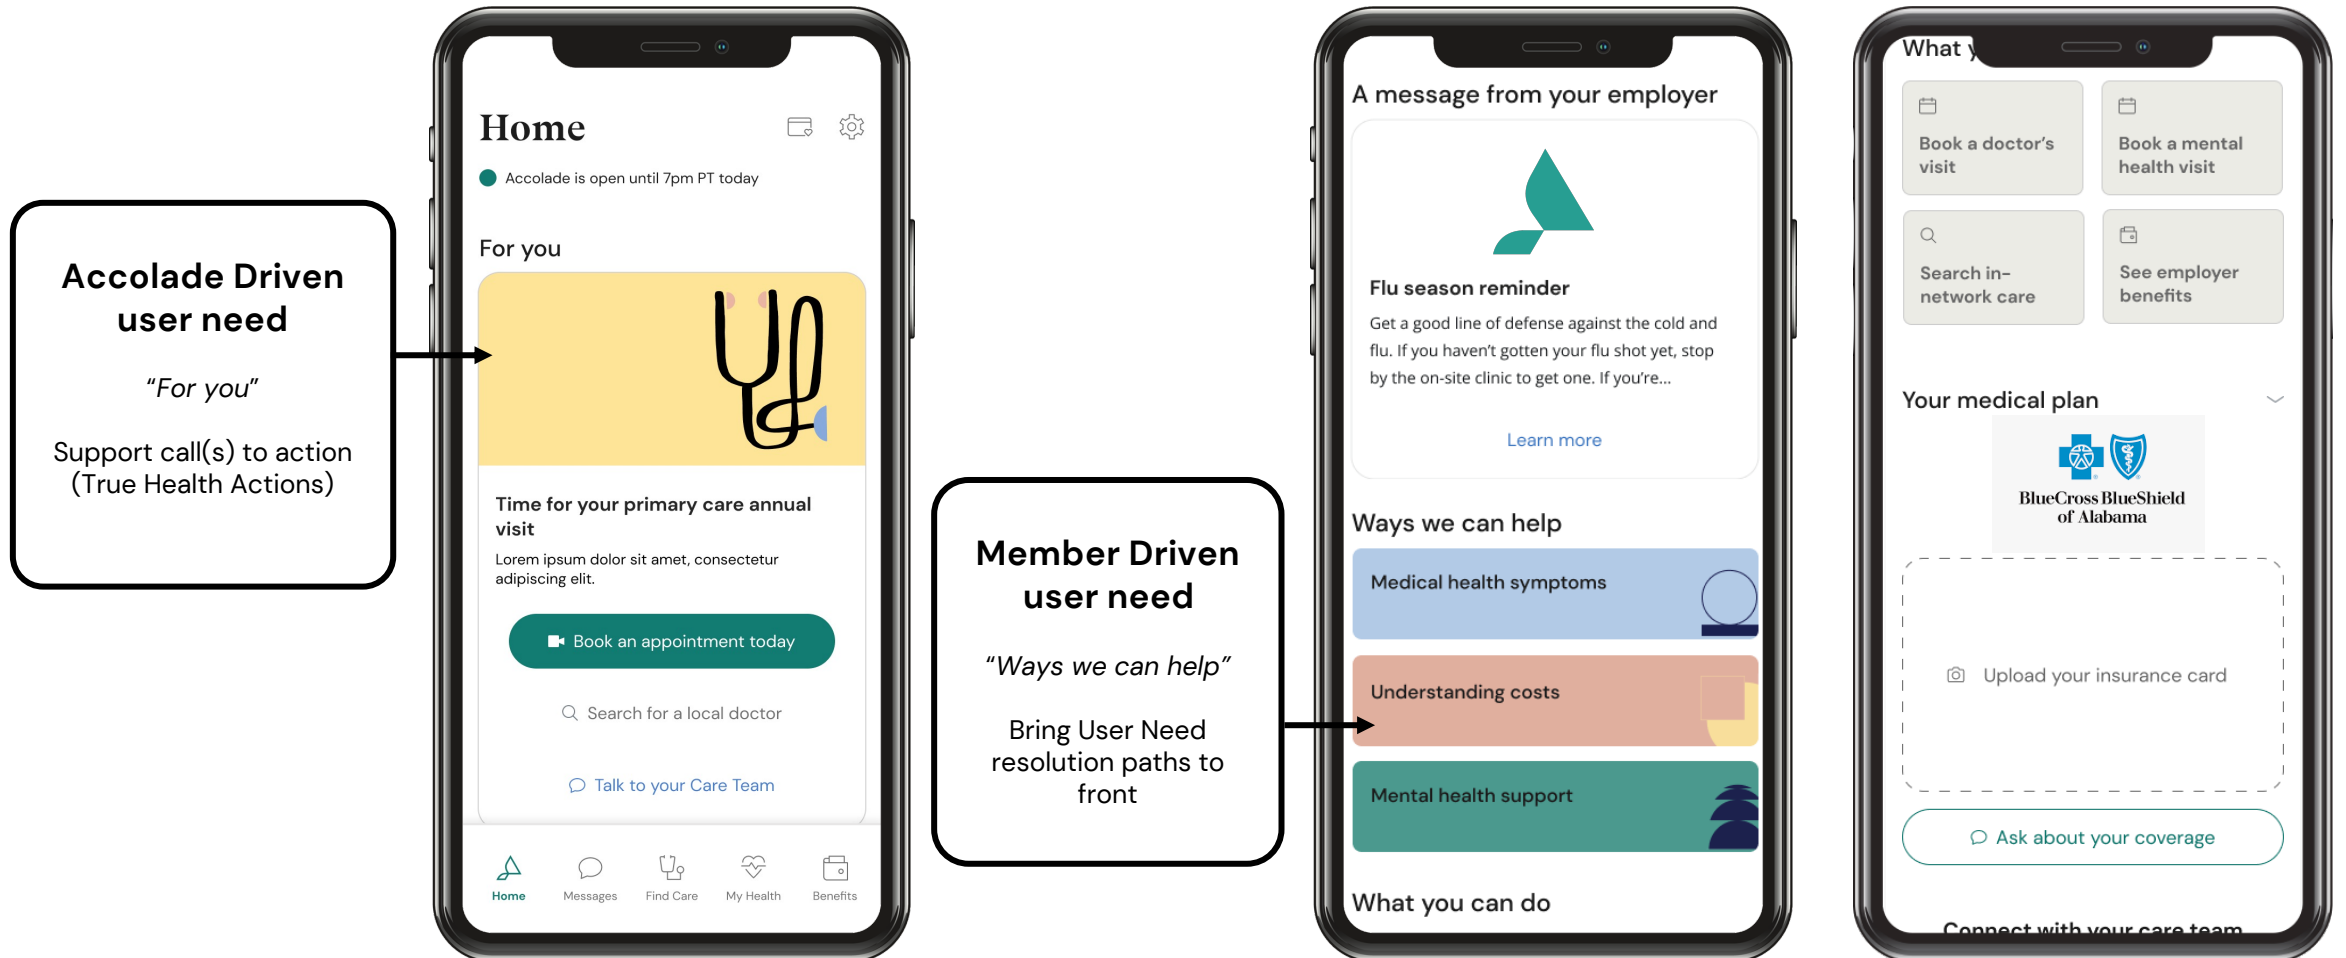 Accolade Driven
user need
“For you”
Support call(s) to action
(True Health Actions)
Home
Accolade is open until 7pm PT today
For you
Time for your primary care annual
visit
Lorem ipsum dolor sit amet, consectetur
adipiscing elit.
Book an appointment today
Search for a local doctor
Talk to your Care Team
Home
Messages
Find Care
My Health
Benefits
Member Driven
user need
“Ways we can help”
Bring User Need
resolution paths to
front
A message from your employer
Flu season reminder
Get a good line of defense against the cold and
flu. If you haven’t gotten your flu shot yet, stop
by the on-site clinic to get one. If you’re...
Learn more
Ways we can help
Medical health symptoms
Understanding costs
Mental health support
What you can do
What
Book a doctor’s
visit
Book a mental
health visit
Search in-
network care
See employer
benefits
Your medical plan
BlueCross BlueShield
of Alabama
Upload your insurance card
Ask about your coverage
Connect with your care team